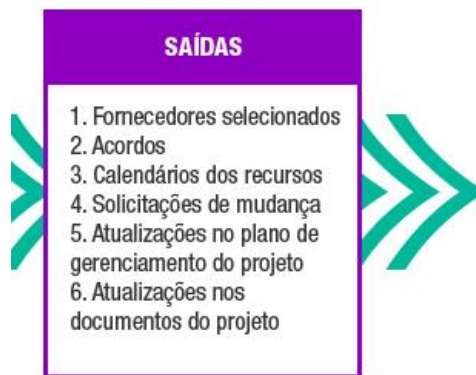 SAÍDAS
1. Fornecedores selecionados
2. Acordos
3. Calendários dos recursos
4. Solicitações de mudança
5. Atualizações no plano de
gerenciamento do projeto
6. Atualizações nos
documentos do projeto